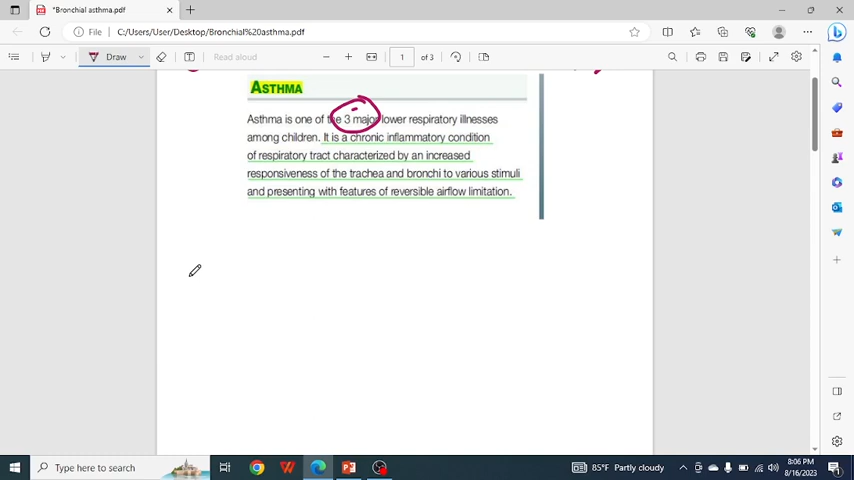 *Bronchial asthma.pdf
File
C:/Users/User/Desktop/Bronchial%20asthma.pdf
Draw
Read aloud
1
of 3
ASTHMA
Asthma is one of the 3 major lower respiratory illnesses
among children. It is a chronic inflammatory condition
of respiratory tract characterized by an increased
responsiveness of the trachea and bronchi to various stimuli
and presenting with features of reversible airflow limitation.
Type here to search
85°F Partly cloudy
8:06 PM
8/16/2023